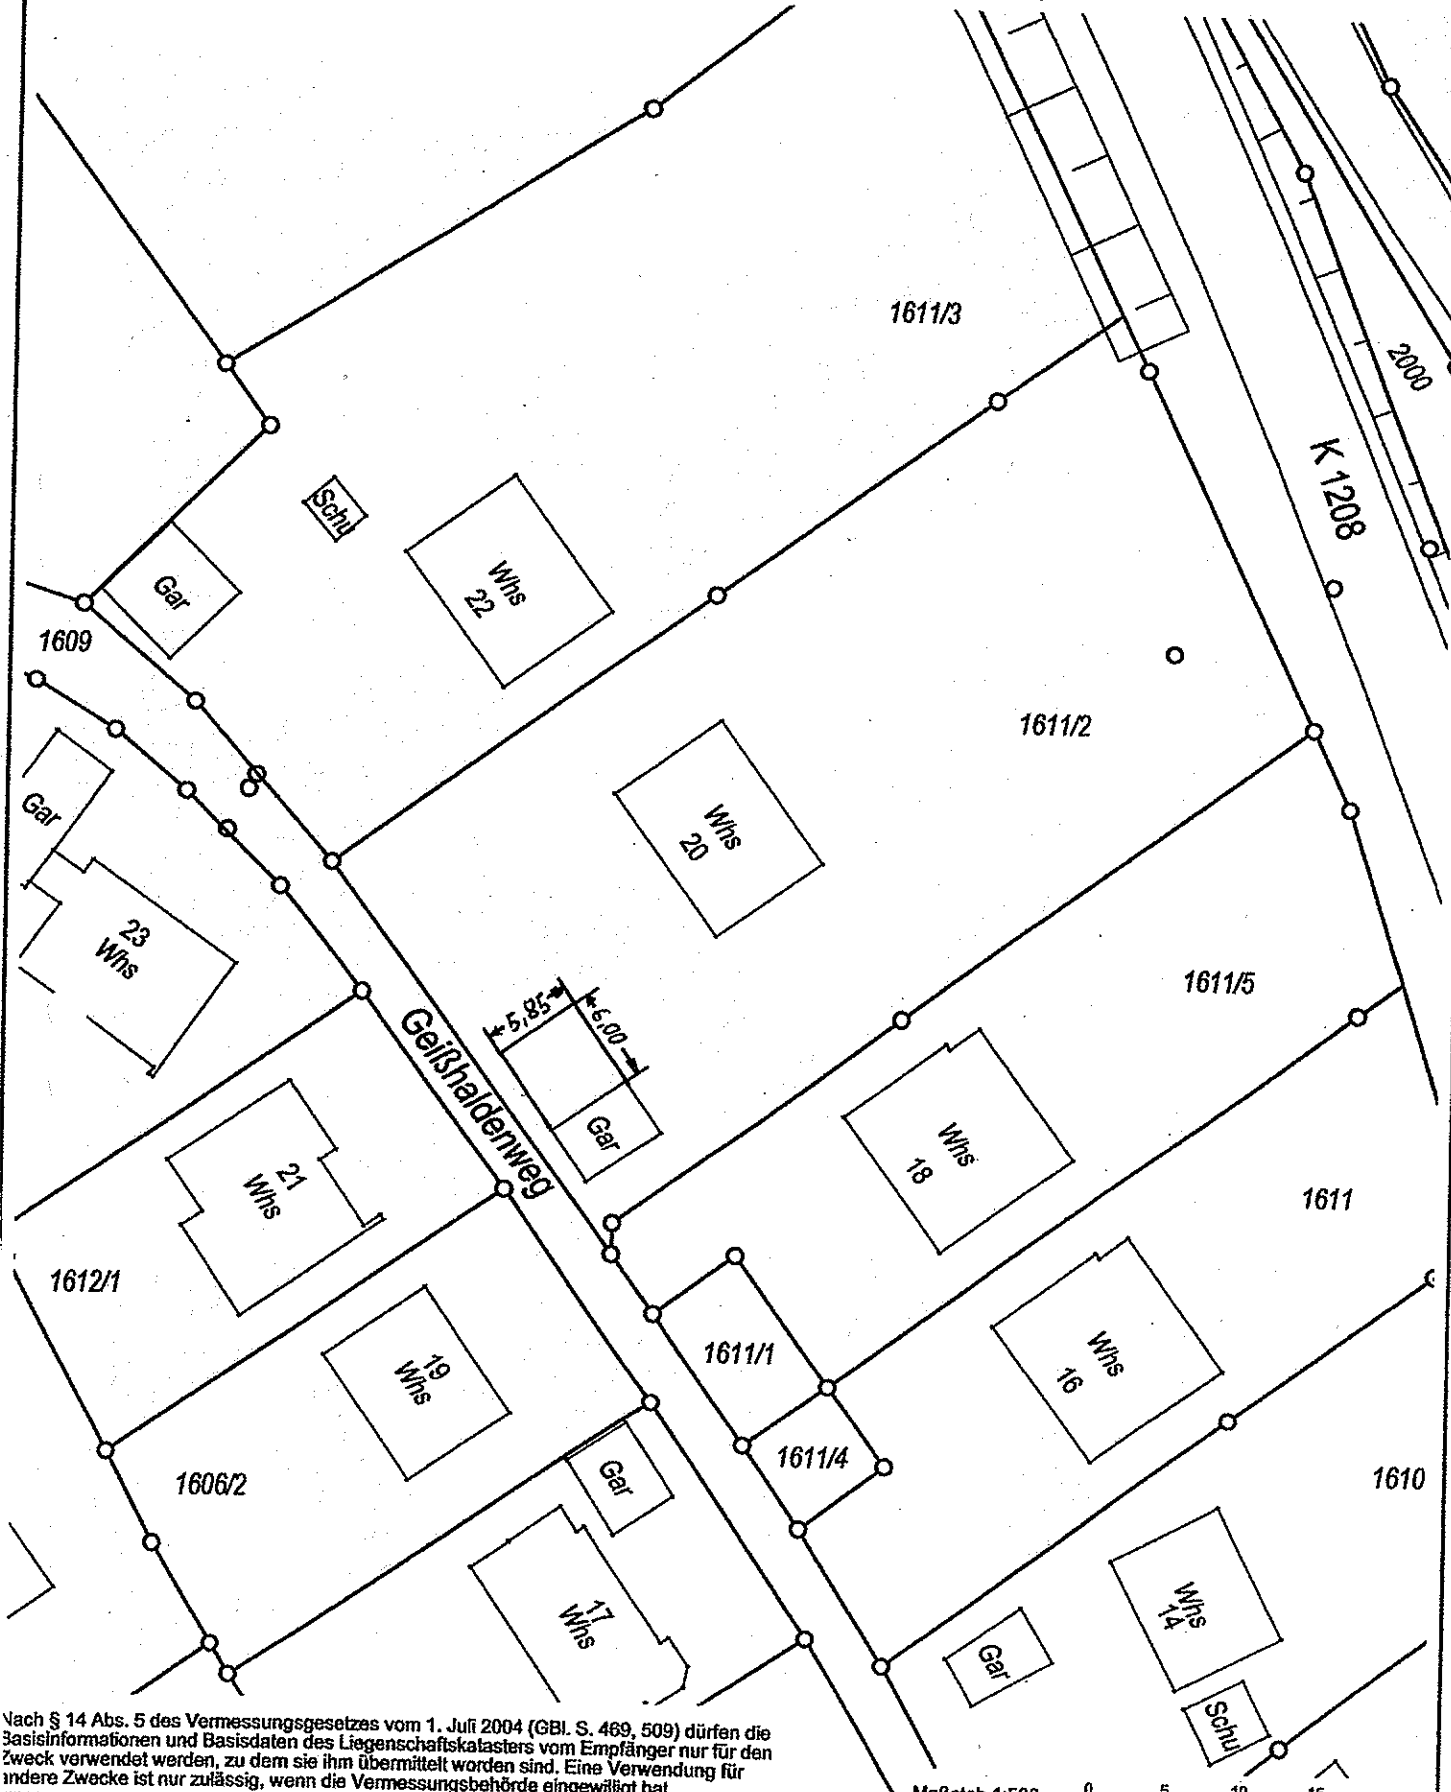 1611/3
2000
K 1208
Schu
Whs
22
Gar
1609
1611/2
Whs
20
Gar
23
Whs
1611/5
5,85
6,00
Geißhaldenweg
Gar
Whs
18
21
Whs
1611
1612/1
1611/1
Whs
16
19
Whs
1611/4
1606/2
Gar
1610
Whs
14
17
Whs
Gar
Schu
Nach § 14 Abs. 5 des Vermessungsgesetzes vom 1. Juli 2004 (GBl. S. 469, 509) dürfen die
Basisinformationen und Basisdaten des Liegenschaftskatasters vom Empfänger nur für den
Zweck verwendet werden, zu dem sie ihm übermittelt worden sind. Eine Verwendung für
andere Zwecke ist nur zulässig, wenn die Vermessungsbehörde eingewilligt hat
Maßstab 1:500 0 5 10 15